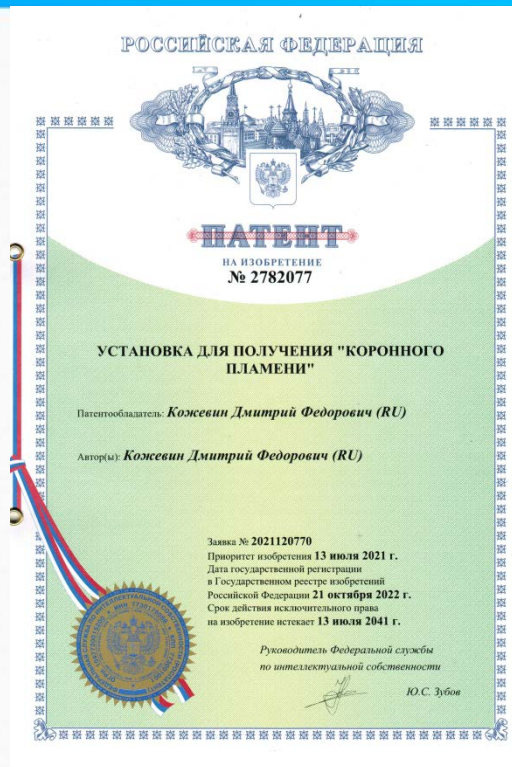 РОССИЙСКАЯ ФЕДЕРАЦИЯ
ПАТЕНТ
НА ИЗОБРЕТЕНИЕ
№ 2782077
УСТАНОВКА ДЛЯ ПОЛУЧЕНИЯ "КОРОННОГО
ПЛАМЕНИ"
Патентообладатель: Кожевин Дмитрий Федорович (RU)
Автор(ы): Кожевин Дмитрий Федорович (RU)
Заявка № 2021120770
Приоритет изобретения 13 июля 2021 г.
Дата государственной регистрации
в Государственном реестре изобретений
Российской Федерации 21 октября 2022 г.
Срок действия исключительного права
на изобретение истекает 13 июля 2041 г.
Руководитель Федеральной службы
по интеллектуальной собственности
Ю.С. Зубов